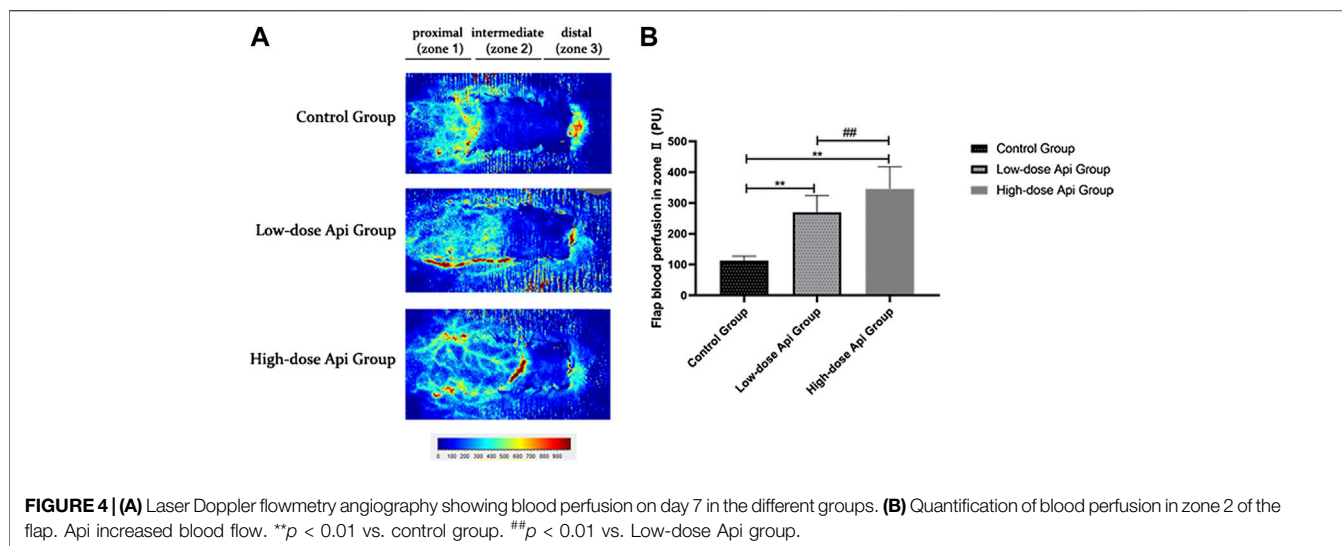 A
proximal intermediate distal
(zone 1) (zone 2) (zone 3)
Control Group
Low-dose Api Group
High-dose Api Group
0 100 200 300 400 500 600 700 800 900
B
Flap blood perfusion in zone II (PU)
500
400
300
200
100
0
**
**
##
Control Group
Low-dose Api Group
High-dose Api Group
Control Group
Low-dose Api Group
High-dose Api Group
FIGURE 4 | (A) Laser Doppler flowmetry angiography showing blood perfusion on day 7 in the different groups. (B) Quantification of blood perfusion in zone 2 of the
flap. Api increased blood flow. **p < 0.01 vs. control group. ##p < 0.01 vs. Low-dose Api group.